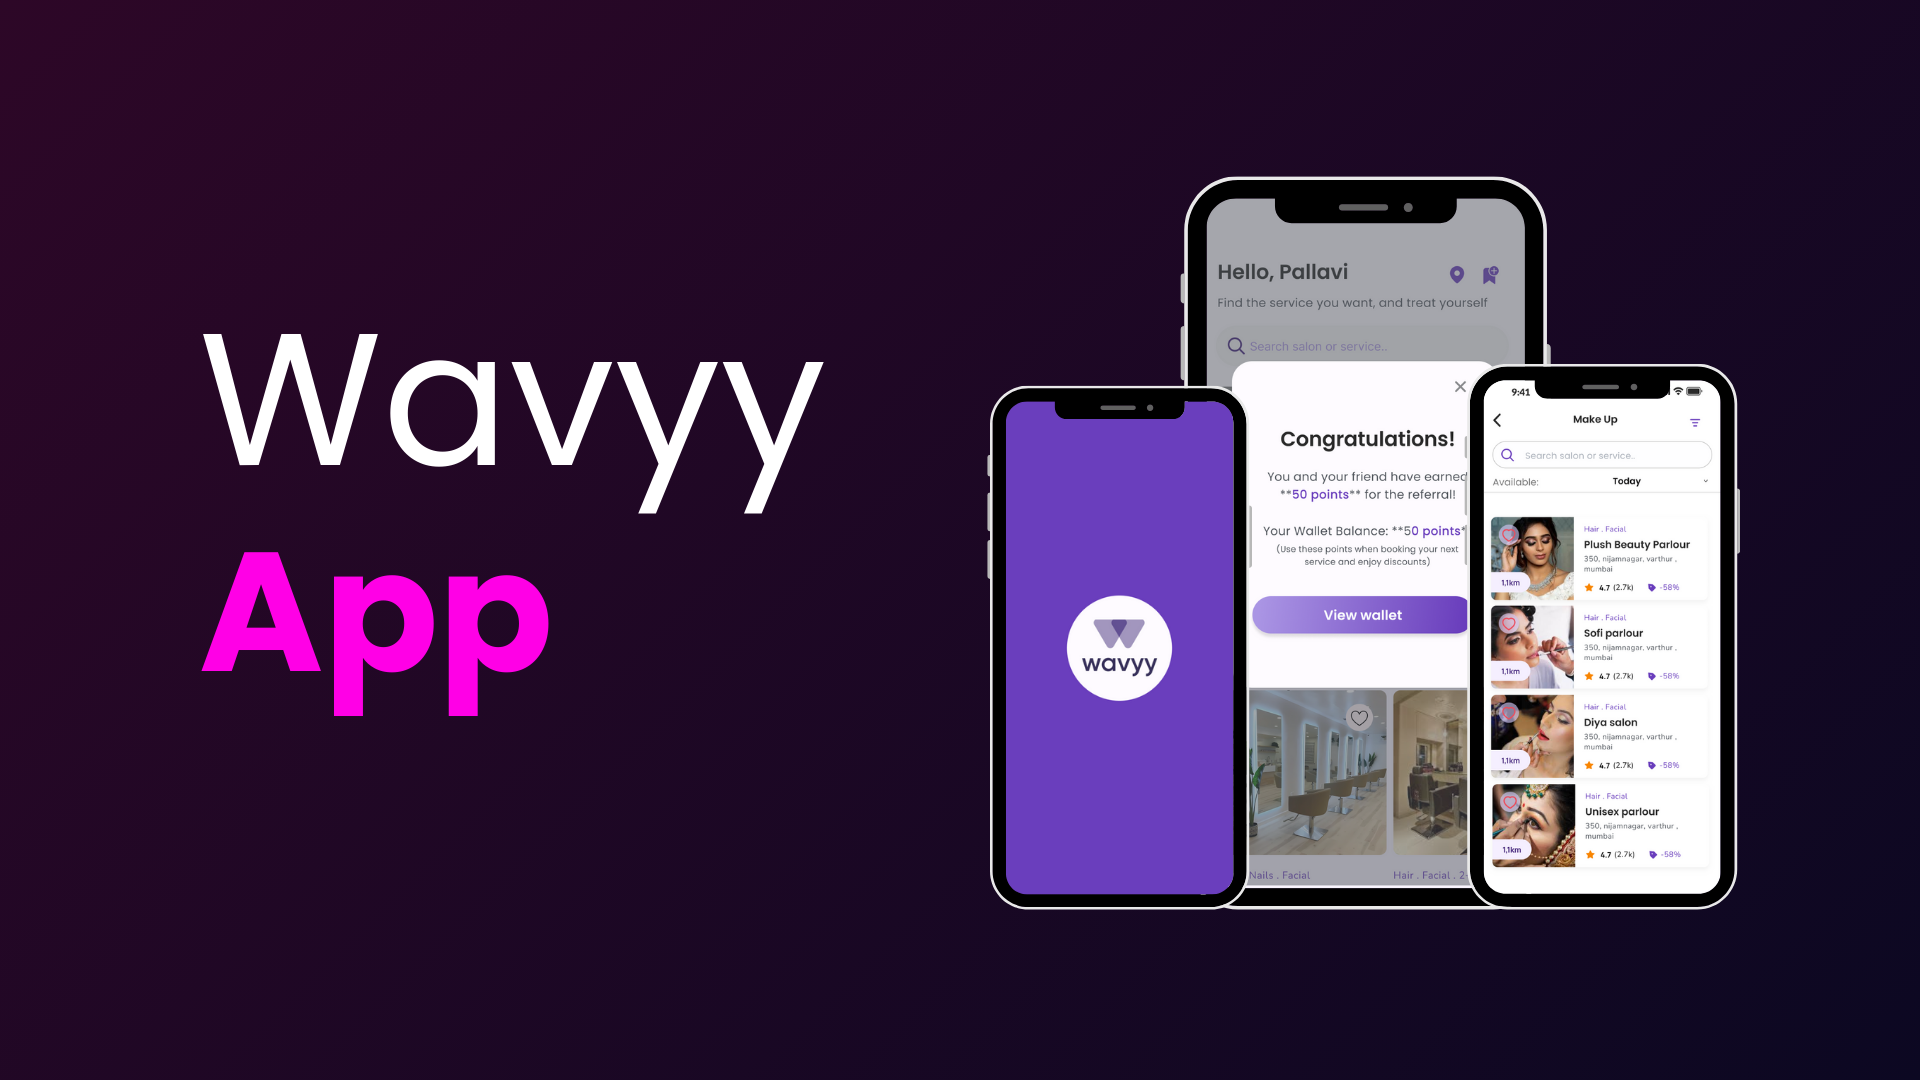 Wavyy
App
wavyy
Hello, Pallavi
Find the service you want, and treat yourself
Search salon or service..
Congratulations!
You and your friend have earned
**50 points** for the referral!
Your Wallet Balance: **50 points*
(Use these points when booking your next
service and enjoy discounts)
View wallet
Nails . Facial
Hair . Facial . 2
9:41
Make Up
Search salon or service..
Available:
Today
Hair . Facial
Plush Beauty Parlour
350, nijamnagar, varthur ,
mumbai
1,1km
4.7 (2.7k)
-58%
Hair . Facial
Sofi parlour
350, nijamnagar, varthur ,
mumbai
1,1km
4.7 (2.7k)
-58%
Hair . Facial
Diya salon
350, nijamnagar, varthur ,
mumbai
1,1km
4.7 (2.7k)
-58%
Hair . Facial
Unisex parlour
350, nijamnagar, varthur ,
mumbai
1,1km
4.7 (2.7k)
-58%